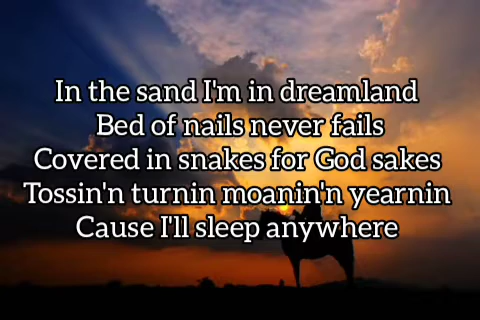 In the sand I'm in dreamland
Bed of nails never fails
Covered in snakes for God sakes
Tossin'n turnin moanin'n yearnin
Cause I'll sleep anywhere